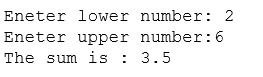 Eneter lower number: 2
Eneter upper number:6
The sum is : 3.5